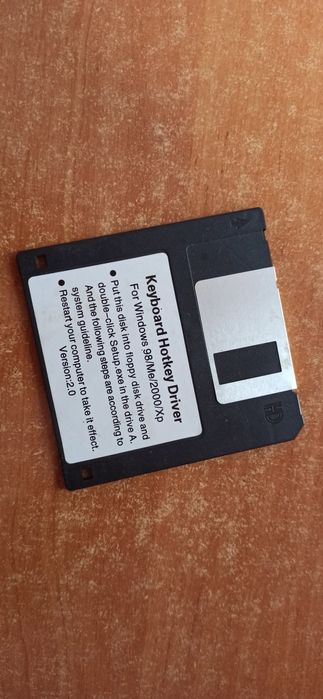 Keyboard Hotkey Driver
For Windows 98/Me/2000/Xp
● Put this disk into floppy disk drive and
double-click Setup.exe in the drive A.
And the following steps are according to
system guideline.
● Restart your computer to take it effect.
Version:2.0
HD